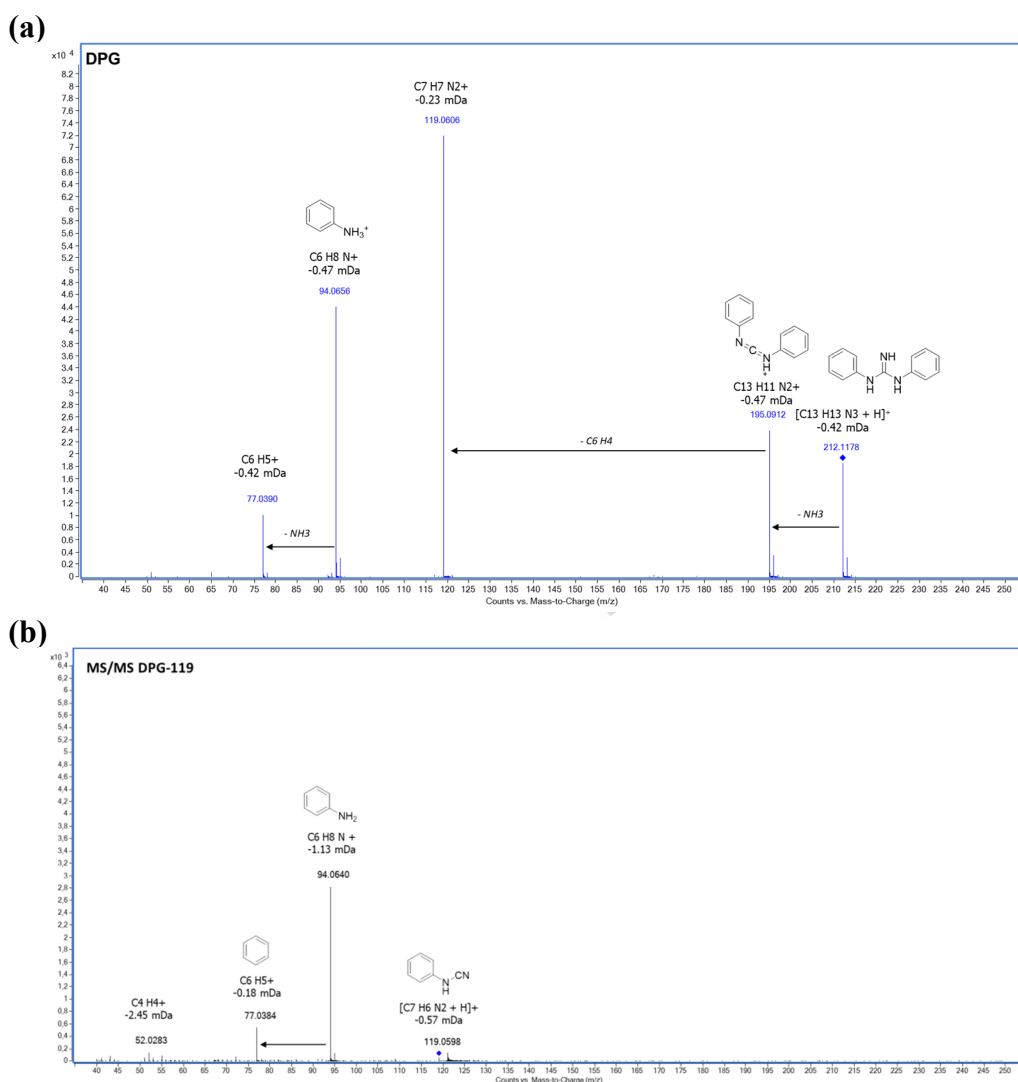 (a)
x10 4
DPG
8.2
8
7.8
7.6
7.4
7.2
7
6.8
6.6
6.4
6.2
6
5.8
5.6
5.4
5.2
5
4.8
4.6
4.4
4.2
4
3.8
3.6
3.4
3.2
3
2.8
2.6
2.4
2.2
2
1.8
1.6
1.4
1.2
1
0.8
0.6
0.4
0.2
0
C7 H7 N2+
-0.23 mDa
119.0606
NH3+
C6 H8 N+
-0.47 mDa
94.0656
N C N
H
+
C13 H11 N2+
-0.47 mDa
195.0912
NH
N N
H H
[C13 H13 N3 + H]+
-0.42 mDa
212.1178
- C6 H4
C6 H5+
-0.42 mDa
77.0390
- NH3
- NH3
40 45 50 55 60 65 70 75 80 85 90 95 100 105 110 115 120 125 130 135 140 145 150 155 160 165 170 175 180 185 190 195 200 205 210 215 220 225 230 235 240 245 250
Counts vs. Mass-to-Charge (m/z)
(b)
x10 3
MS/MS DPG-119
6,4
6,2
6
5,8
5,6
5,4
5,2
5
4,8
4,6
4,4
4,2
4
3,8
3,6
3,4
3,2
3
2,8
2,6
2,4
2,2
2
1,8
1,6
1,4
1,2
1
0,8
0,6
0,4
0,2
0
NH2
C6 H8 N +
-1.13 mDa
94.0640
C6 H5+
-0.18 mDa
77.0384
N CN
H
[C7 H6 N2 + H]+
-0.57 mDa
119.0598
C4 H4+
-2.45 mDa
52.0283
40 45 50 55 60 65 70 75 80 85 90 95 100 105 110 115 120 125 130 135 140 145 150 155 160 165 170 175 180 185 190 195 200 205 210 215 220 225 230 235 240 245 250
Counts vs. Mass-to-Charge (m/z)